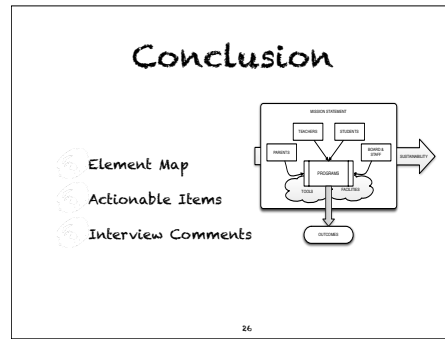 Conclusion
Element Map
Actionable Items
Interview Comments
MISSION STATEMENT
TEACHERS
STUDENTS
PARENTS
BOARD &
STAFF
SUSTAINABILITY
PROGRAMS
TOOLS
FACILITIES
OUTCOMES
26